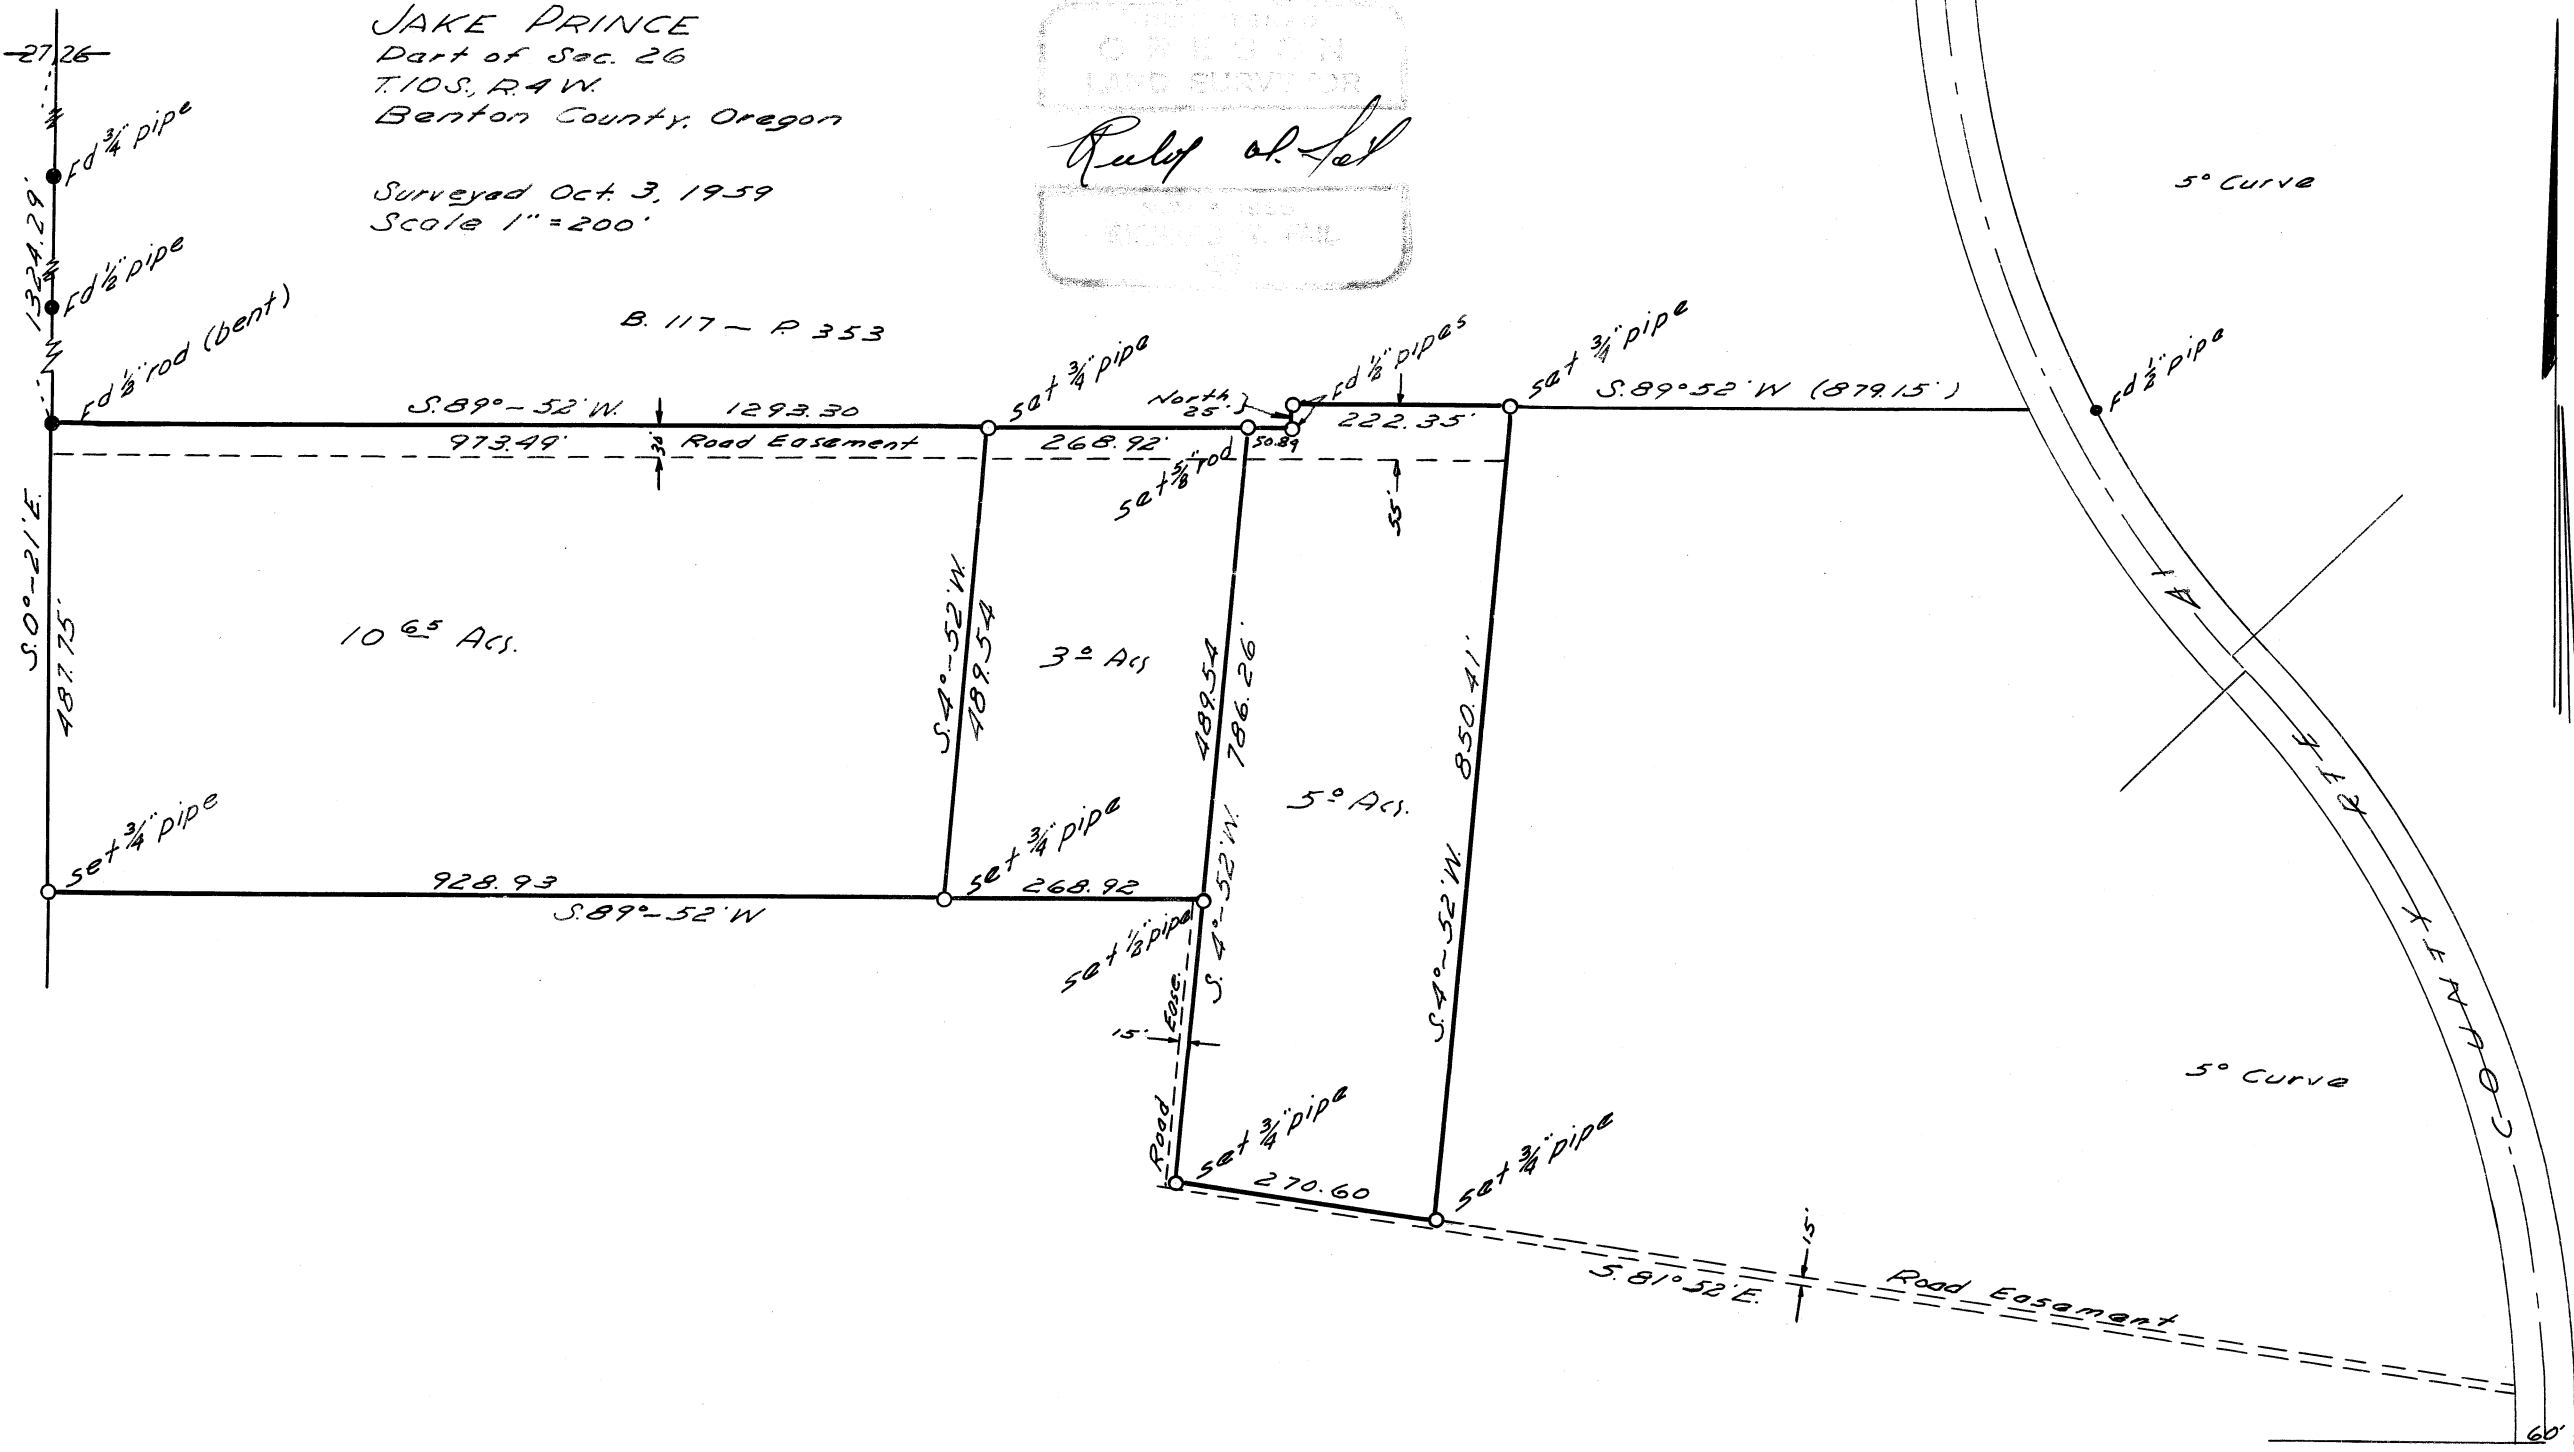 JAKE PRINCE
Part of Sec. 26
T.10S., R.4W.
Benton County, Oregon
Surveyed Oct. 3, 1959
Scale 1" = 200'
OREGON
LAND SURVEYOR
27 26
Fd 3/4" pipe
1324.29'
Fd 1/2" pipe
Fd 1/2" rod (bent)
B. 117 - P 353
5° Curve
Set 3/4" pipe
North
25'
Fd 1/2" pipes
Set 3/4" pipe
S.89°52'W (879.15')
Fd 1/2" pipe
S.89°-52'W.
1293.30
973.49'
30'
Road Easement
268.92'
50.89
222.35'
Set 5/8" rod
55'
S.0°-21'E.
487.75'
10 65 Acs.
S.4°-52'W.
489.54
3 0 Acs
489.54
786.26'
S. 4°-52'W.
5 0 Acs.
850.41'
S.4°-52'W.
Set 3/4" pipe
928.93
S.89°-52'W
Set 3/4" pipe
268.92
Set 1/2" pipe
15'
Road Ease.
Set 3/4" pipe
270.60
Set 3/4" pipe
S.81°52'E.
15'
Road Easement
5° Curve
COUNTY
60'